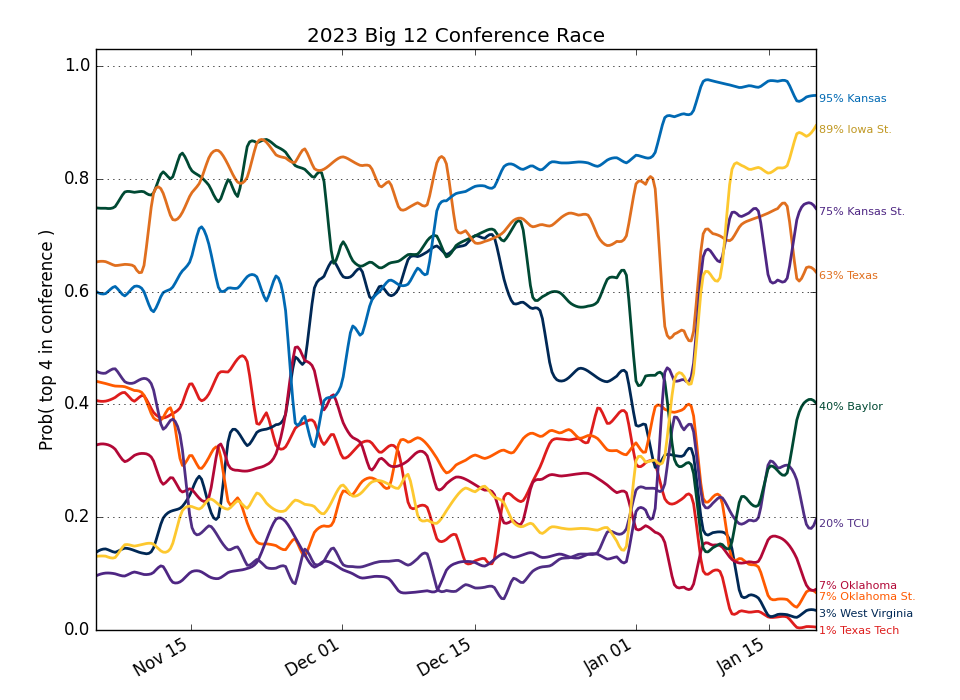 2023 Big 12 Conference Race
Prob( top 4 in conference )
1.0
0.8
0.6
0.4
0.2
0.0
Nov 15
Dec 01
Dec 15
Jan 01
Jan 15
95% Kansas
89% Iowa St.
75% Kansas St.
63% Texas
40% Baylor
20% TCU
7% Oklahoma
7% Oklahoma St.
3% West Virginia
1% Texas Tech